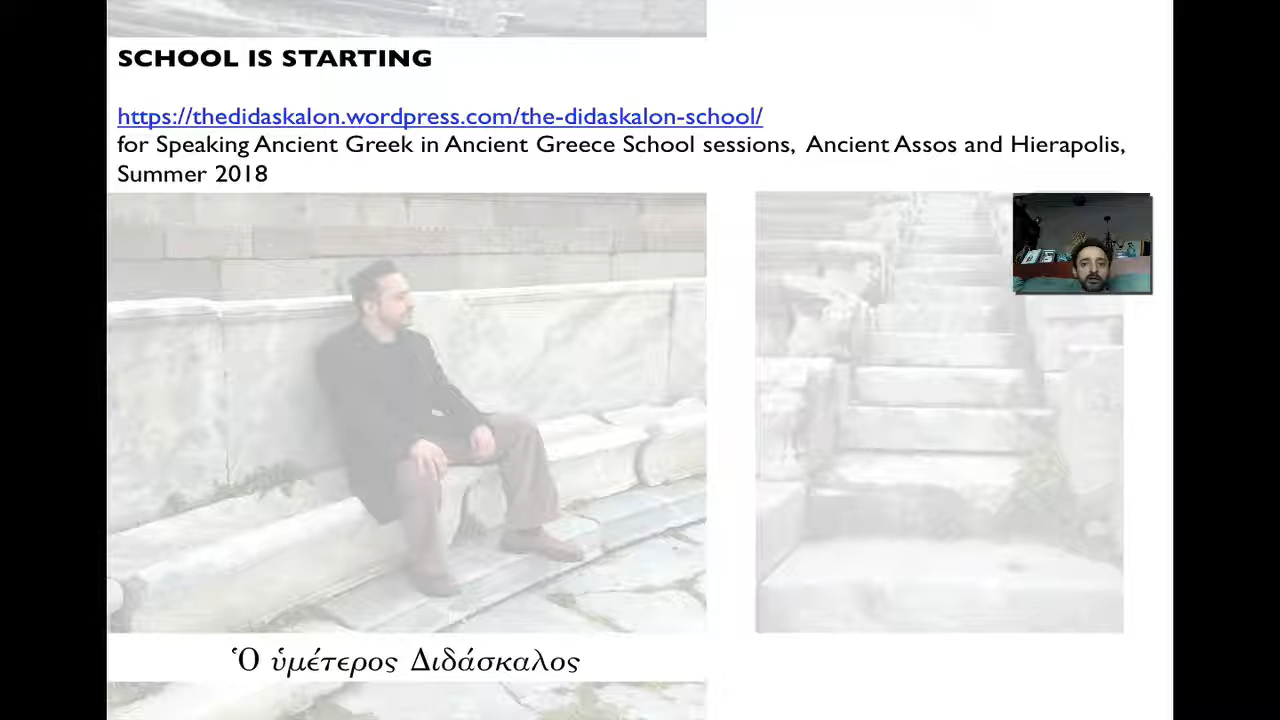 SCHOOL IS STARTING
https://thedidaskalon.wordpress.com/the-didaskalon-school/
for Speaking Ancient Greek in Ancient Greece School sessions, Ancient Assos and Hierapolis,
Summer 2018
Ὁ ὑμέτερος Διδάσκαλος